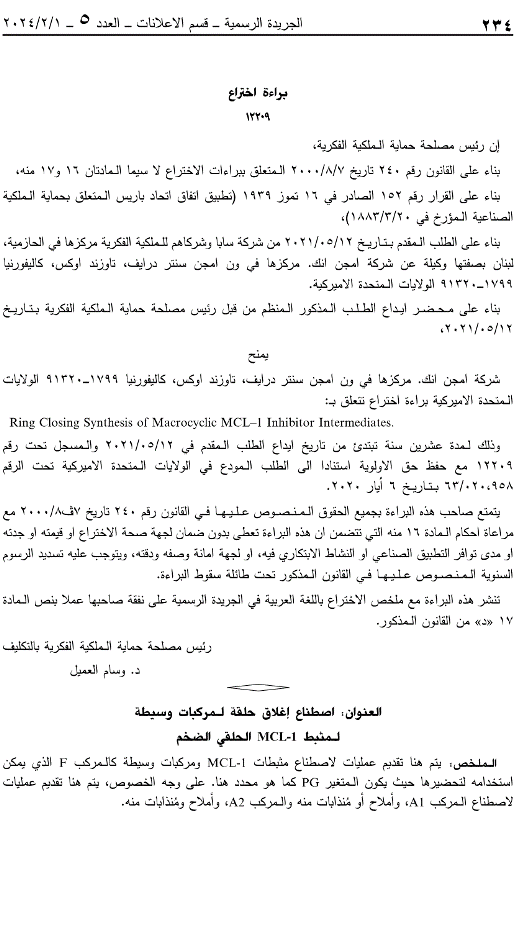 ٢٣٤ الجريدة الرسمية ــ قسم الاعلانات ــ العدد ٥ ــ ٢٠٢٤/٢/١
براءة اختراع
١٢٢٠٩
إن رئيس مصلحة حماية الملكية الفكرية،
بناء على القانون رقم ٢٤٠ تاريخ ٢٠٠٠/٨/٧ المتعلق ببراءات الاختراع لا سيما المادتان ١٦ و١٧ منه،
بناء على القرار رقم ١٥٢ الصادر في ١٦ تموز ١٩٣٩ (تطبيق اتفاق اتحاد باريس المتعلق بحماية الملكية
الصناعية المؤرخ في ١٨٨٣/٣/٢٠)،
بناء على الطلب المقدم بتاريخ ٢٠٢١/٠٥/١٢ من شركة سابا وشركاهم للملكية الفكرية مركزها في الحازمية،
لبنان بصفتها وكيلة عن شركة امجن انك. مركزها في ون امجن سنتر درايف، تاوزند اوكس، كاليفورنيا
١٧٩٩ــ٩١٣٢٠ الولايات المتحدة الاميركية.
بناء على محضر ايداع الطلب المذكور المنظم من قبل رئيس مصلحة حماية الملكية الفكرية بتاريخ
٢٠٢١/٠٥/١٢،
يمنح
شركة امجن انك. مركزها في ون امجن سنتر درايف، تاوزند اوكس، كاليفورنيا ١٧٩٩ــ٩١٣٢٠ الولايات
المتحدة الاميركية براءة اختراع تتعلق بـ:
Ring Closing Synthesis of Macrocyclic MCL–1 Inhibitor Intermediates.
وذلك لمدة عشرين سنة تبتدئ من تاريخ ايداع الطلب المقدم في ٢٠٢١/٠٥/١٢ والمسجل تحت رقم
١٢٢٠٩ مع حفظ حق الاولوية استنادا الى الطلب المودع في الولايات المتحدة الاميركية تحت الرقم
٦٣/٠٢٠،٩٥٨ بتاريخ ٦ أيار ٢٠٢٠.
يتمتع صاحب هذه البراءة بجميع الحقوق المنصوص عليها في القانون رقم ٢٤٠ تاريخ ٧ف٢٠٠٠/٨ مع
مراعاة احكام المادة ١٦ منه التي تتضمن ان هذه البراءة تعطى بدون ضمان لجهة صحة الاختراع او قيمته او جدته
او مدى توافر التطبيق الصناعي او النشاط الابتكاري فيه، او لجهة امانة وصفه ودقته، ويتوجب عليه تسديد الرسوم
السنوية المنصوص عليها في القانون المذكور تحت طائلة سقوط البراءة.
تنشر هذه البراءة مع ملخص الاختراع باللغة العربية في الجريدة الرسمية على نفقة صاحبها عملا بنص المادة
١٧ «د» من القانون المذكور.
رئيس مصلحة حماية الملكية الفكرية بالتكليف
د. وسام العميل
العنوان: اصطناع إغلاق حلقة لمركبات وسيطة
لمثبط MCL-1 الحلقي الضخم
الملخص: يتم هنا تقديم عمليات لاصطناع مثبطات MCL-1 ومركبات وسيطة كالمركب F الذي يمكن
استخدامه لتحضيرها حيث يكون المتغير PG كما هو محدد هنا. على وجه الخصوص، يتم هنا تقديم عمليات
لاصطناع المركب A1، وأملاح أو مُنذابات منه والمركب A2، وأملاح ومُنذابات منه.